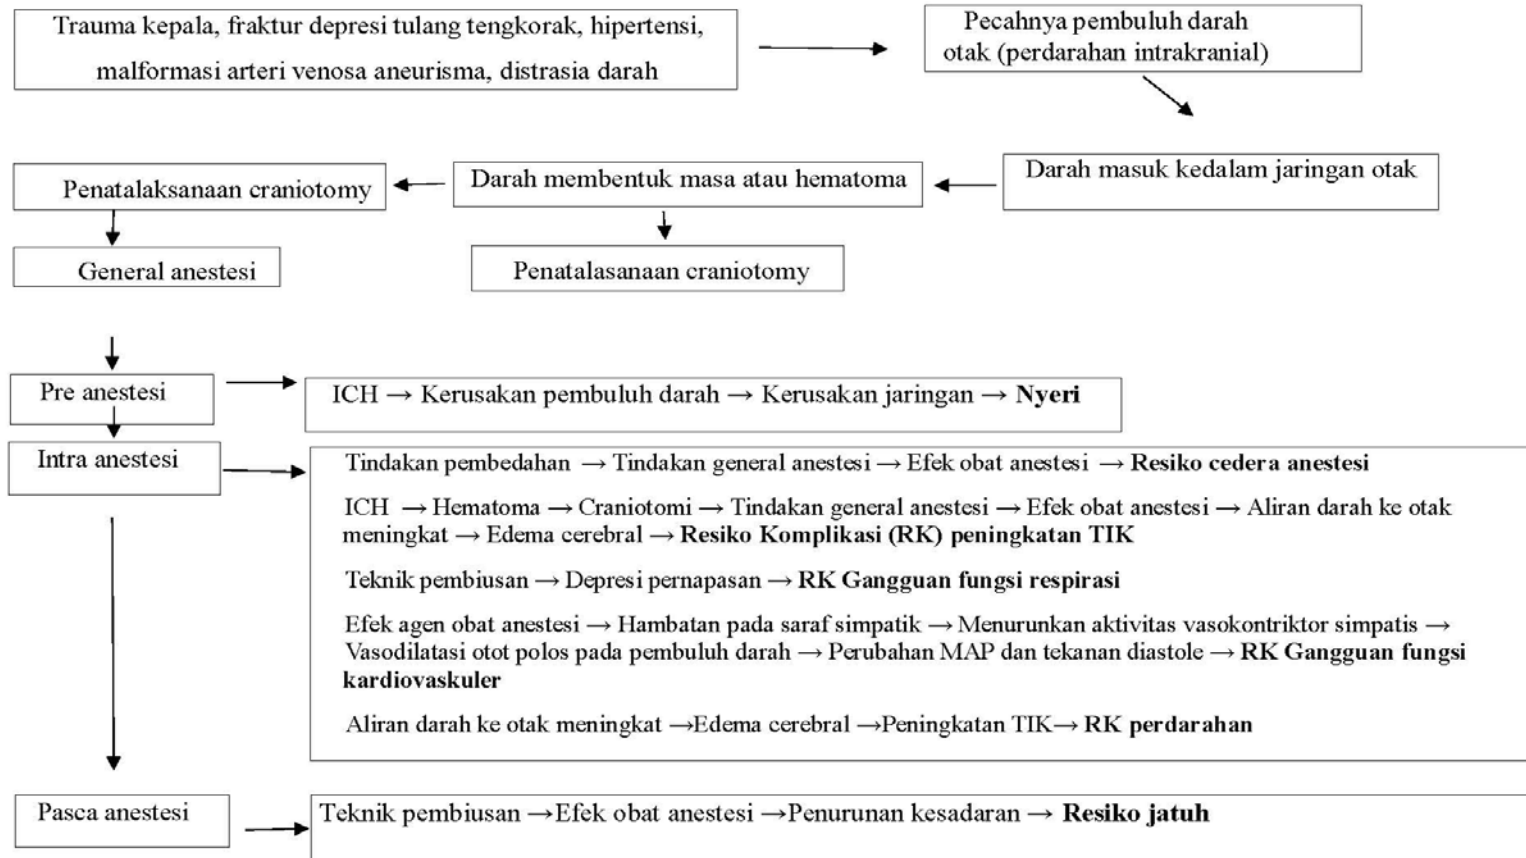 Trauma kepala, fraktur depresi tulang tengkorak, hipertensi,
malformasi arteri venosa aneurisma, distrasia darah
Pecahnya pembuluh darah
otak (perdarahan intrakranial)
Darah masuk kedalam jaringan otak
Darah membentuk masa atau hematoma
Penatalaksanaan craniotomy
General anestesi
Penatalasanaan craniotomy
Pre anestesi
ICH → Kerusakan pembuluh darah → Kerusakan jaringan → Nyeri
Intra anestesi
Tindakan pembedahan → Tindakan general anestesi → Efek obat anestesi → Resiko cedera anestesi
ICH → Hematoma → Craniotomi → Tindakan general anestesi → Efek obat anestesi → Aliran darah ke otak
meningkat → Edema cerebral → Resiko Komplikasi (RK) peningkatan TIK
Teknik pembiusan → Depresi pernapasan → RK Gangguan fungsi respirasi
Efek agen obat anestesi → Hambatan pada saraf simpatik → Menurunkan aktivitas vasokontriktor simpatis →
Vasodilatasi otot polos pada pembuluh darah → Perubahan MAP dan tekanan diastole → RK Gangguan fungsi
kardiovaskuler
Aliran darah ke otak meningkat →Edema cerebral →Peningkatan TIK→ RK perdarahan
Pasca anestesi
Teknik pembiusan →Efek obat anestesi →Penurunan kesadaran → Resiko jatuh